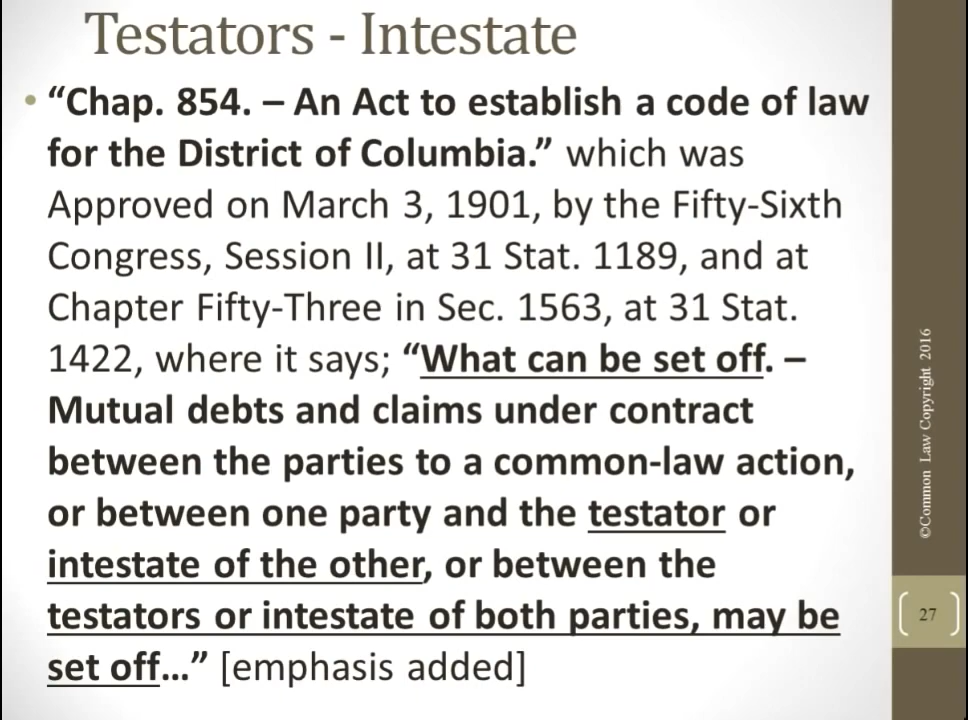 Testators - Intestate
• “Chap. 854. – An Act to establish a code of law
for the District of Columbia.” which was
Approved on March 3, 1901, by the Fifty-Sixth
Congress, Session II, at 31 Stat. 1189, and at
Chapter Fifty-Three in Sec. 1563, at 31 Stat.
1422, where it says; “What can be set off. –
Mutual debts and claims under contract
between the parties to a common-law action,
or between one party and the testator or
intestate of the other, or between the
testators or intestate of both parties, may be
set off…” [emphasis added]
©Common Law Copyright 2016
27